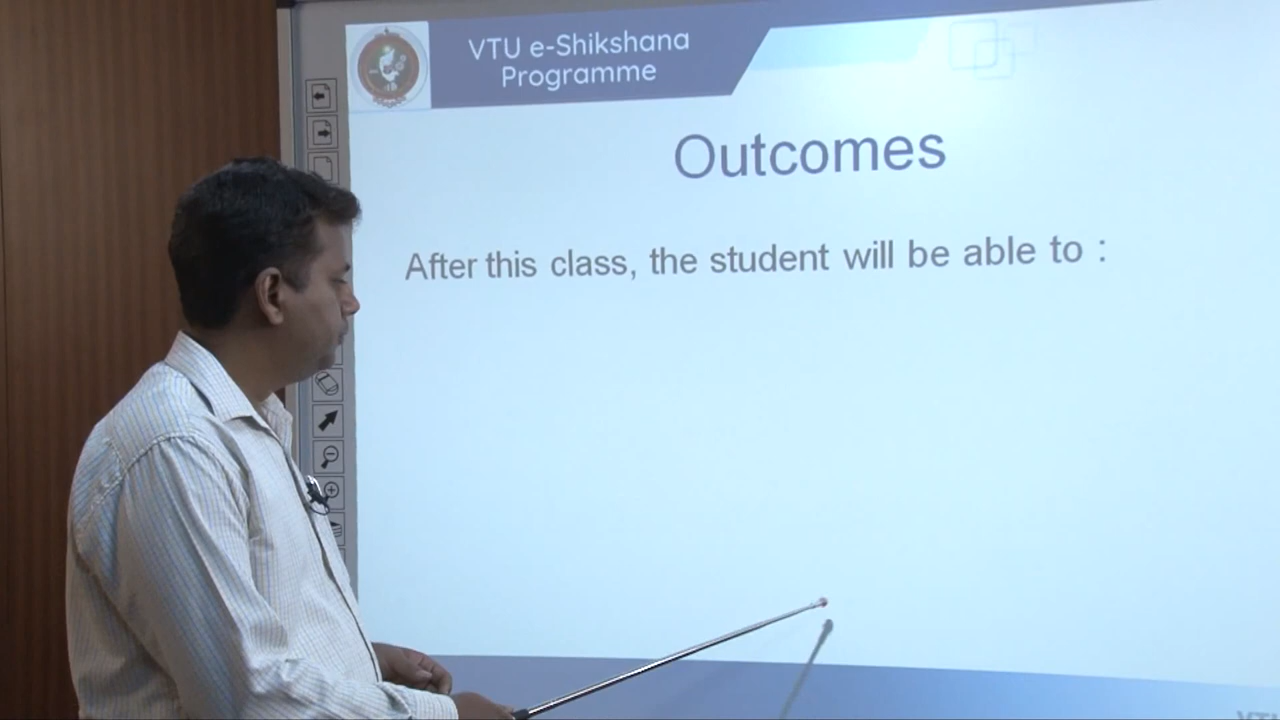 VTU e-Shikshana
Programme
Outcomes
After this class, the student will be able to :